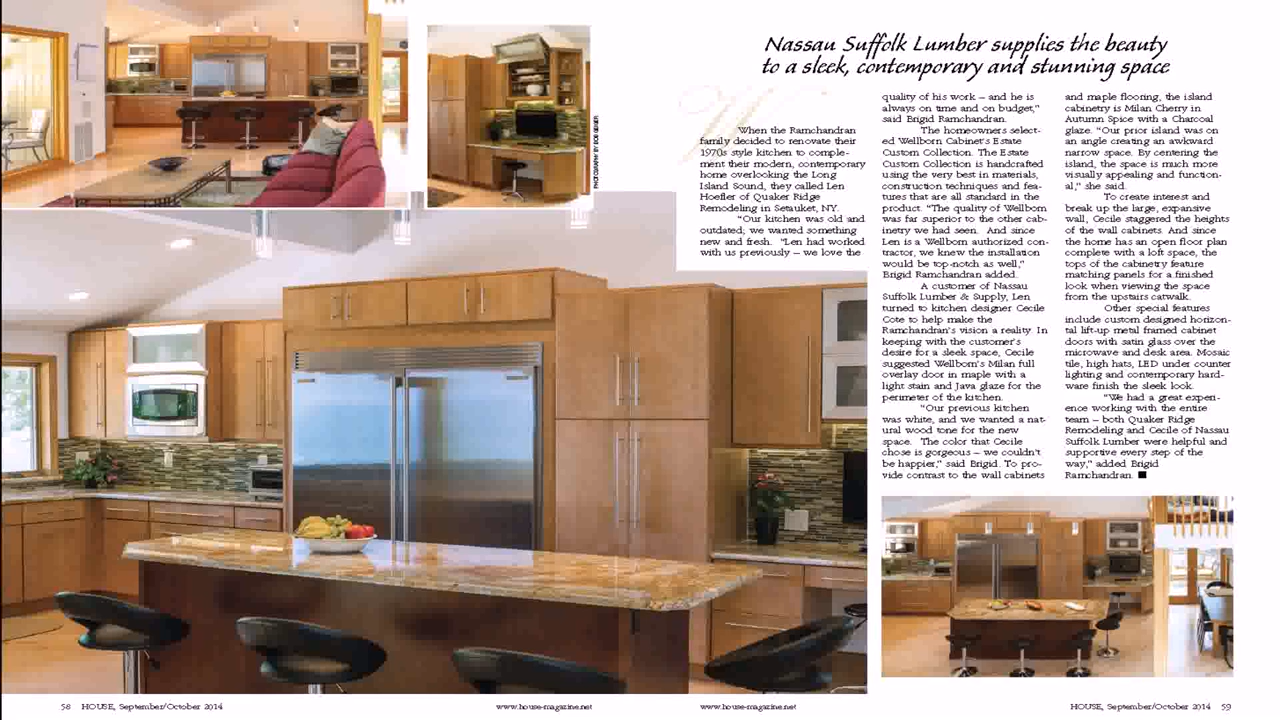 Nassau Suffolk Lumber supplies the beauty
to a sleek, contemporary and stunning space
PHOTOGRAPHY BY BOB GEIGER
When the Ramchandran
family decided to renovate their
1970s style kitchen to comple-
ment their modern, contemporary
home overlooking the Long
Island Sound, they called Len
Hoefler of Quaker Ridge
Remodeling in Setauket, NY.
"Our kitchen was old and
outdated; we wanted something
new and fresh. "Len had worked
with us previously – we love the
quality of his work – and he is
always on time and on budget,"
said Brigid Ramchandran.
The homeowners select-
ed Wellborn Cabinet's Estate
Custom Collection. The Estate
Custom Collection is handcrafted
using the very best in materials,
construction techniques and fea-
tures that are all standard in the
product. "The quality of Wellborn
was far superior to the other cab-
inetry we had seen. And since
Len is a Wellborn authorized con-
tractor, we knew the installation
would be top-notch as well,"
Brigid Ramchandran added.
A customer of Nassau
Suffolk Lumber & Supply, Len
turned to kitchen designer Cecile
Cote to help make the
Ramchandran's vision a reality. In
keeping with the customer's
desire for a sleek space, Cecile
suggested Wellborn's Milan full
overlay door in maple with a
light stain and Java glaze for the
perimeter of the kitchen.
"Our previous kitchen
was white, and we wanted a nat-
ural wood tone for the new
space. The color that Cecile
chose is gorgeous – we couldn't
be happier," said Brigid. To pro-
vide contrast to the wall cabinets
and maple flooring, the island
cabinetry is Milan Cherry in
Autumn Spice with a Charcoal
glaze. "Our prior island was on
an angle creating an awkward
narrow space. By centering the
island, the space is much more
visually appealing and function-
al," she said.
To create interest and
break up the large, expansive
wall, Cecile staggered the heights
of the wall cabinets. And since
the home has an open floor plan
complete with a loft space, the
tops of the cabinetry feature
matching panels for a finished
look when viewing the space
from the upstairs catwalk.
Other special features
include custom designed horizon-
tal lift-up metal framed cabinet
doors with satin glass over the
microwave and desk area. Mosaic
tile, high hats, LED under counter
lighting and contemporary hard-
ware finish the sleek look.
"We had a great experi-
ence working with the entire
team – both Quaker Ridge
Remodeling and Cecile of Nassau
Suffolk Lumber were helpful and
supportive every step of the
way," added Brigid
Ramchandran. ■
58 HOUSE, September/October 2014
www.house-magazine.net
www.house-magazine.net
HOUSE, September/October 2014 59